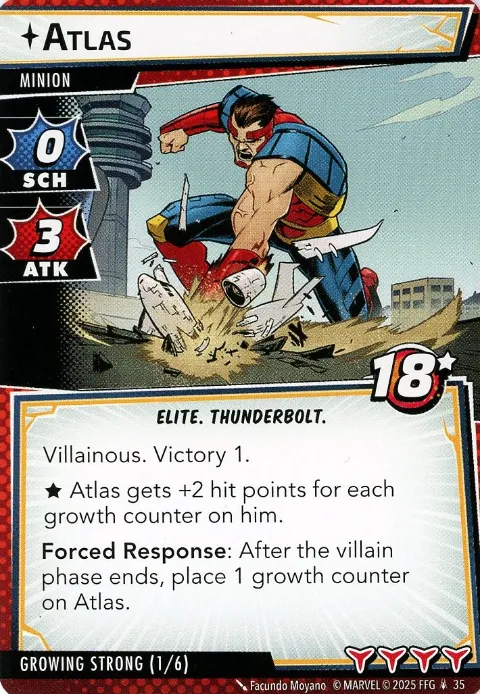 ATLAS
MINION
0
SCH
3
ATK
18
ELITE. THUNDERBOLT.
Villainous. Victory 1.
★ Atlas gets +2 hit points for each
growth counter on him.
Forced Response: After the villain
phase ends, place 1 growth counter
on Atlas.
GROWING STRONG (1/6)
Facundo Moyano © MARVEL © 2025 FFG 35